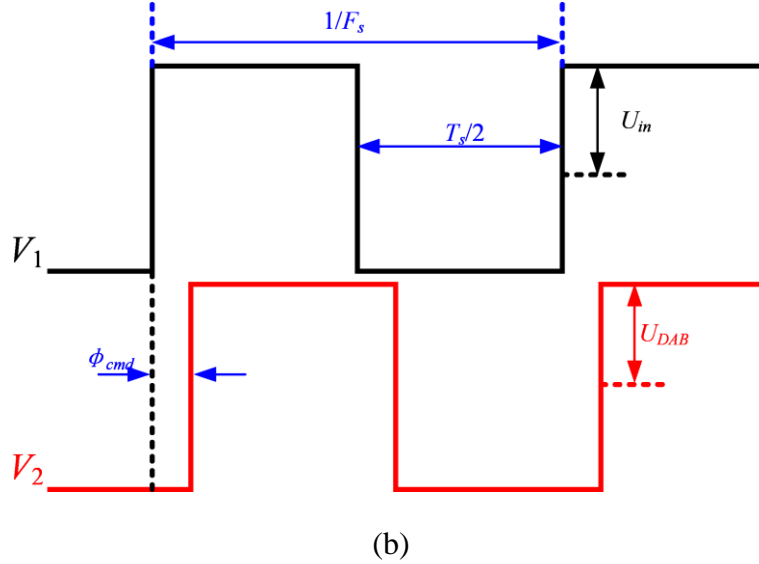 1/Fs
Ts/2
Uin
V1
ϕcmd
UDAB
V2
(b)